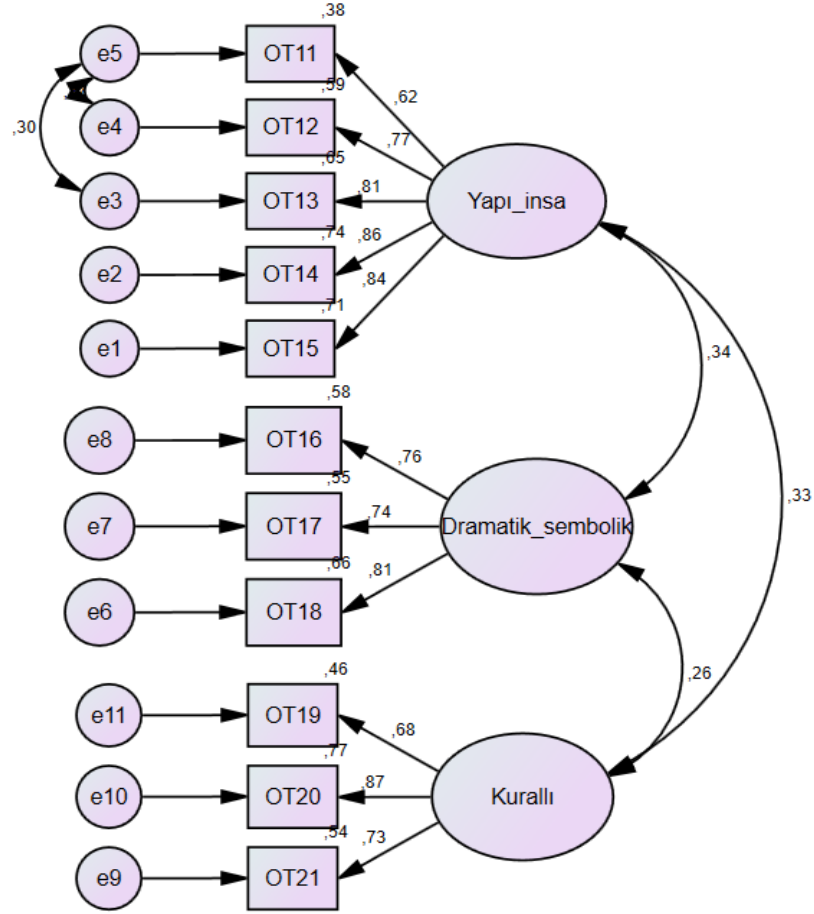 ,38
e5
OT11
,59
,62
,30
e4
OT12
,77
,65
e3
OT13
,81
Yapı_insa
,74
,86
e2
OT14
,84
,71
e1
OT15
,34
,58
e8
OT16
,76
,55
,33
e7
OT17
,74
Dramatik_sembolik
,66
e6
OT18
,81
,46
,26
e11
OT19
,68
,77
e10
OT20
,87
Kurallı
,54
,73
e9
OT21